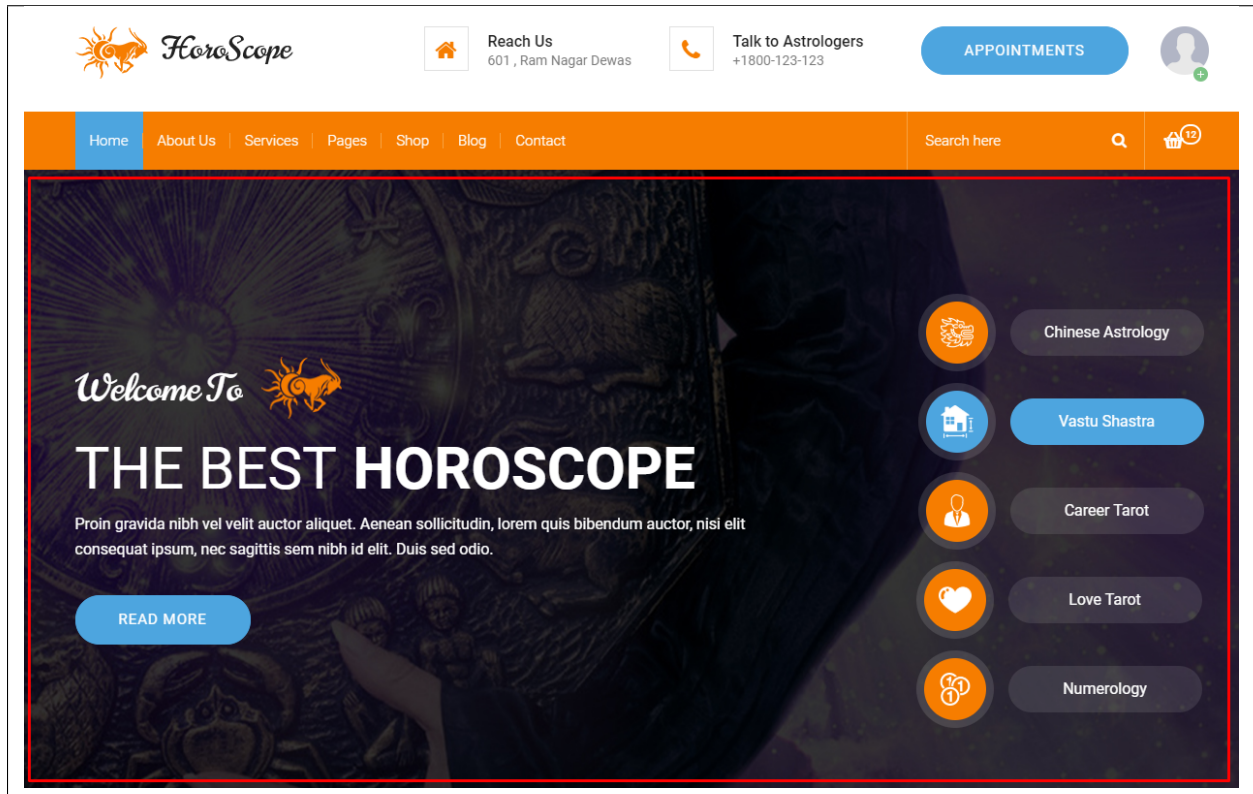 HoroScope
Reach Us
601 , Ram Nagar Dewas
Talk to Astrologers
+1800-123-123
APPOINTMENTS
Home
About Us
Services
Pages
Shop
Blog
Contact
Search here
12
Welcome To
THE BEST HOROSCOPE
Proin gravida nibh vel velit auctor aliquet. Aenean sollicitudin, lorem quis bibendum auctor, nisi elit
consequat ipsum, nec sagittis sem nibh id elit. Duis sed odio.
READ MORE
Chinese Astrology
Vastu Shastra
Career Tarot
Love Tarot
1
1
1
Numerology